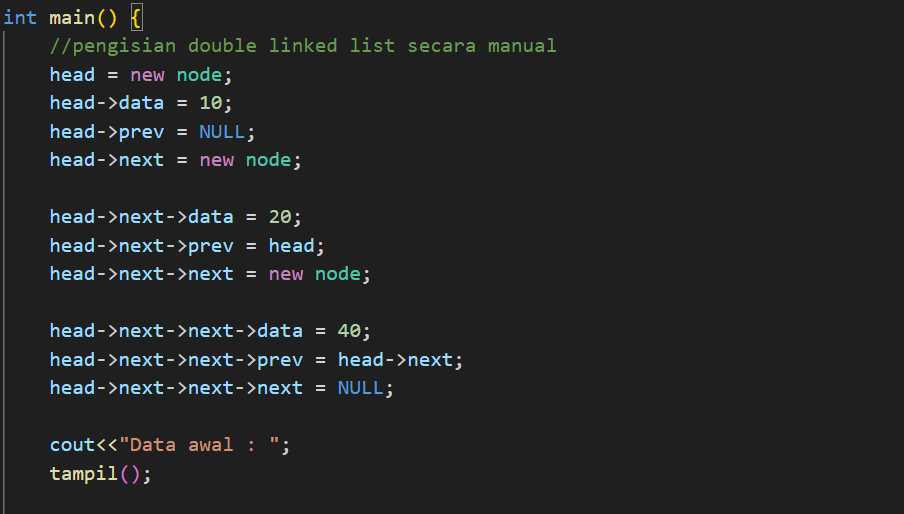 int main() {
    //pengisian double linked list secara manual
    head = new node;
    head->data = 10;
    head->prev = NULL;
    head->next = new node;

    head->next->data = 20;
    head->next->prev = head;
    head->next->next = new node;

    head->next->next->data = 40;
    head->next->next->prev = head->next;
    head->next->next->next = NULL;

    cout<<"Data awal : ";
    tampil();